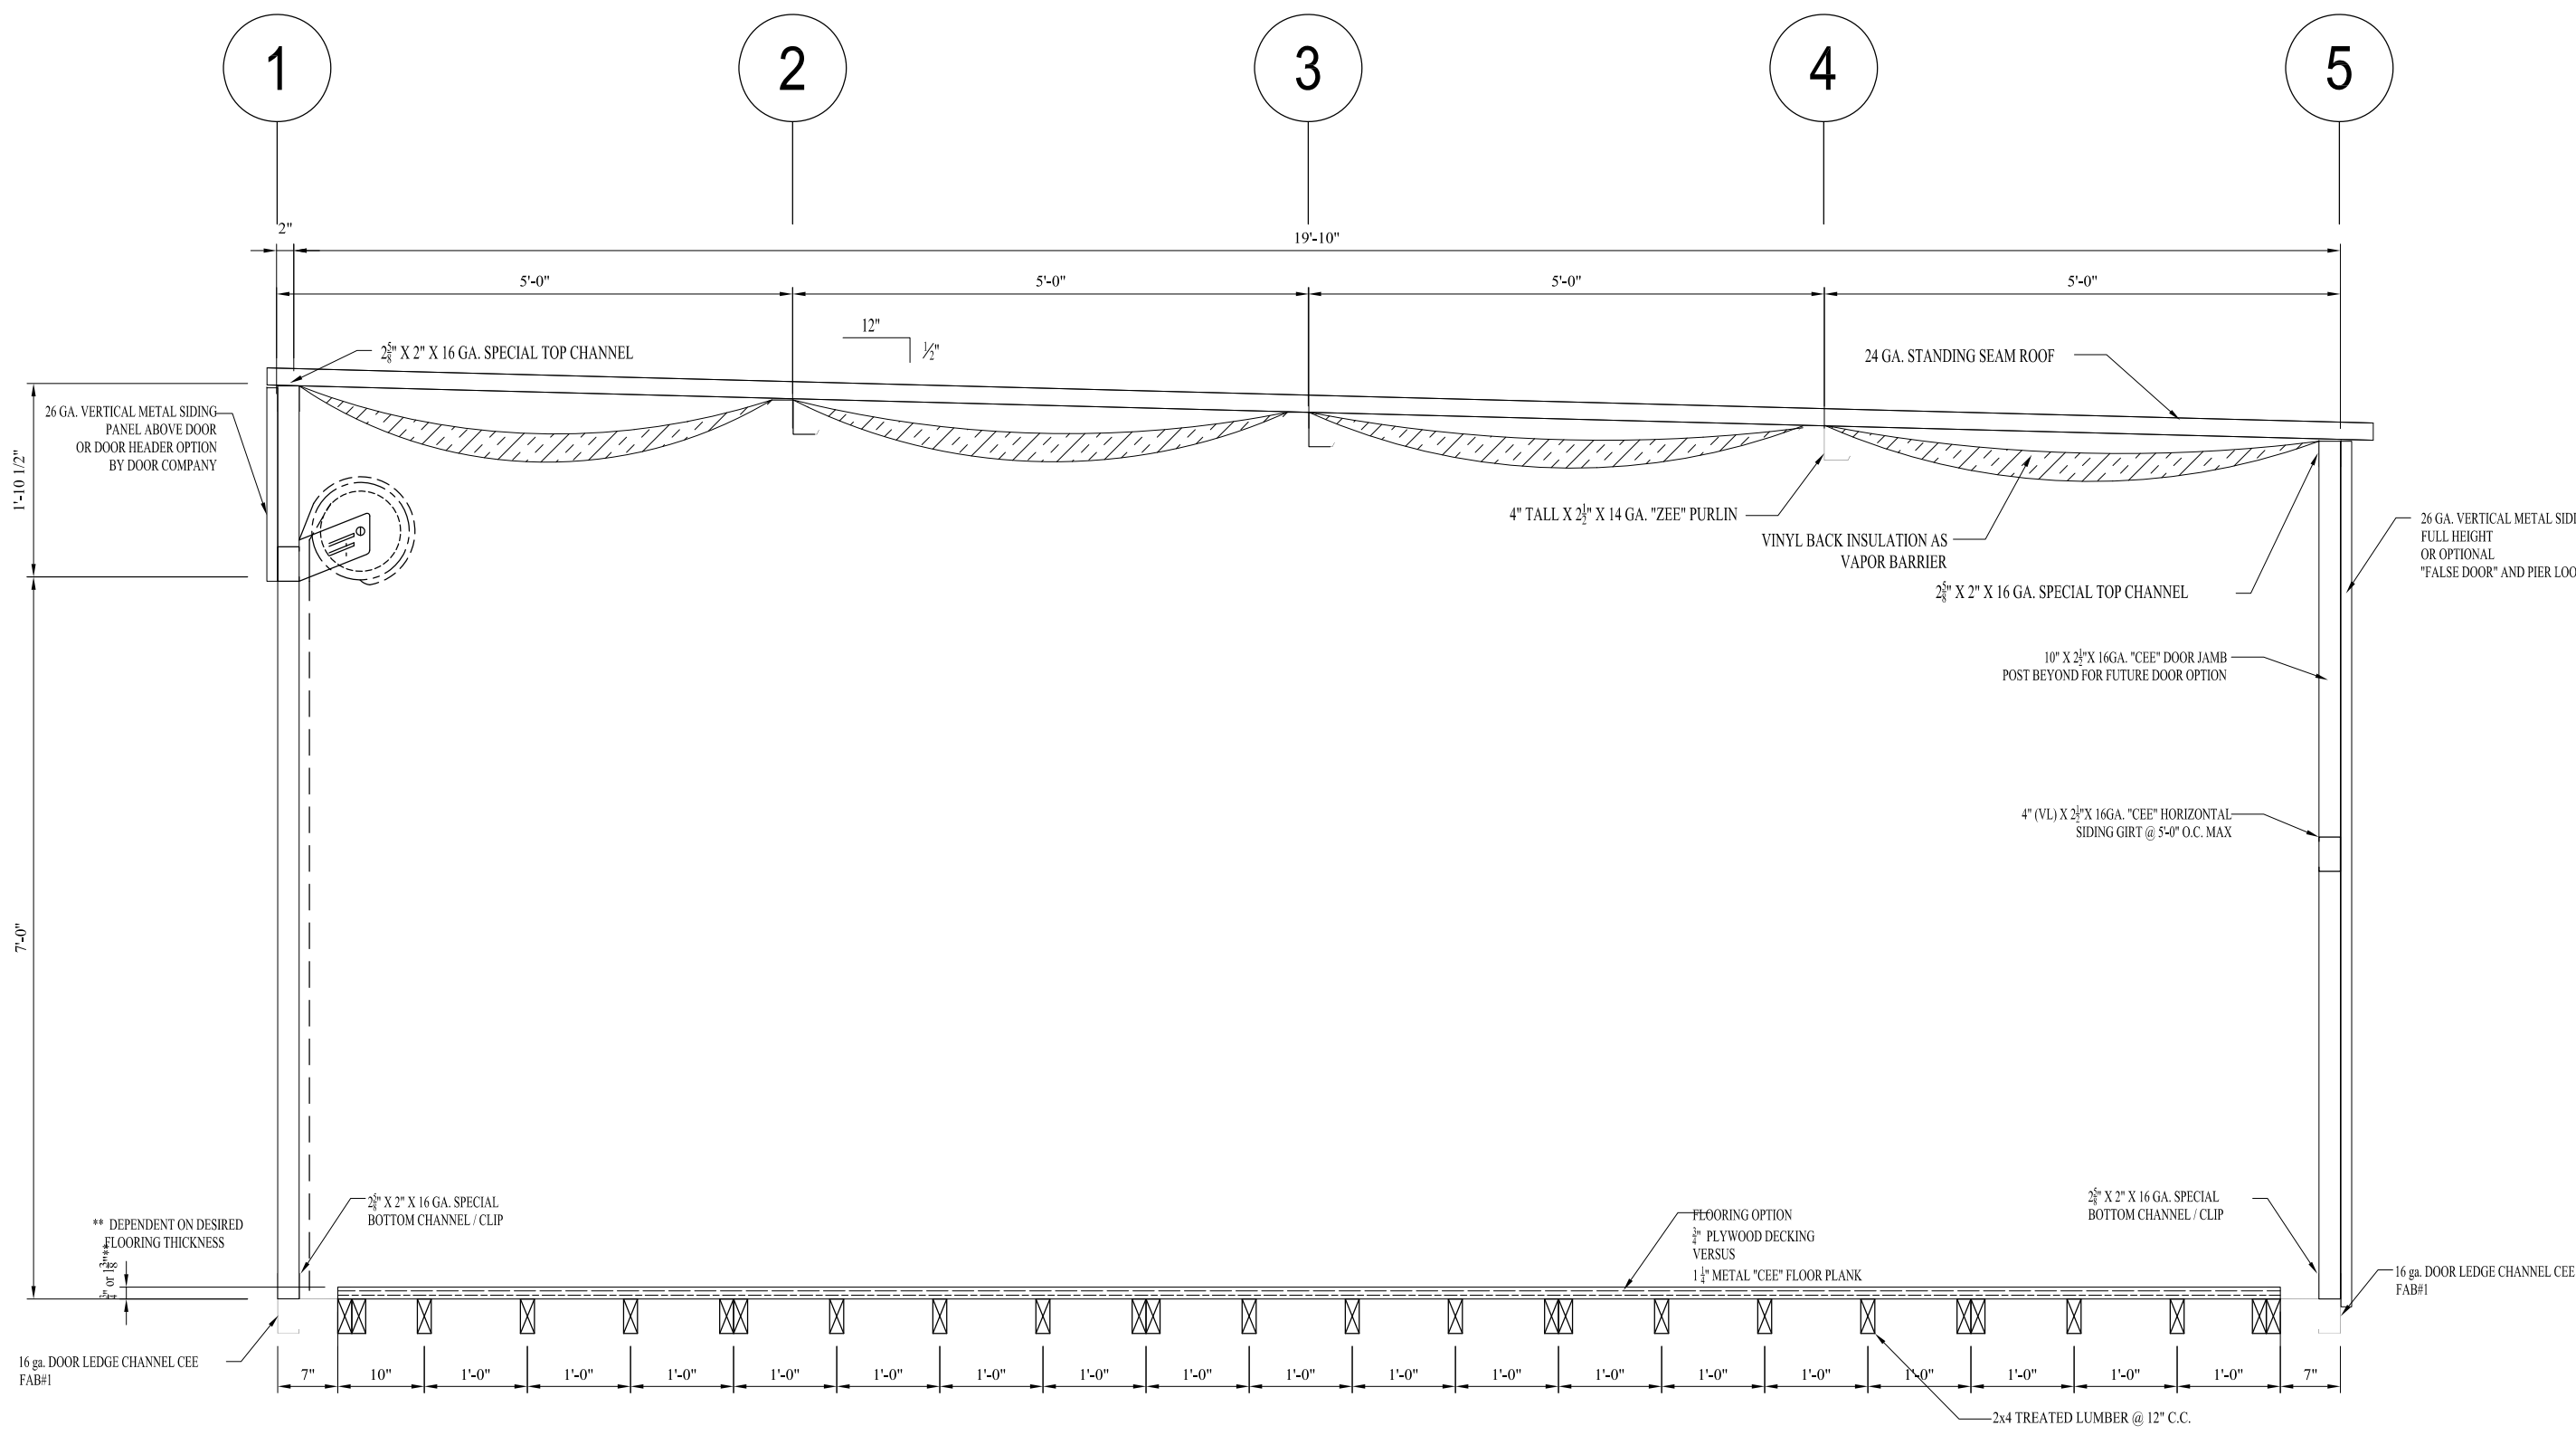 1 2 3 4 5
2"
19'-10"
5'-0" 5'-0" 5'-0" 5'-0"
12"
½"
2⅝" X 2" X 16 GA. SPECIAL TOP CHANNEL
24 GA. STANDING SEAM ROOF
26 GA. VERTICAL METAL SIDING
PANEL ABOVE DOOR
OR DOOR HEADER OPTION
BY DOOR COMPANY
1'-10 1/2"
4" TALL X 2½" X 14 GA. "ZEE" PURLIN
VINYL BACK INSULATION AS
VAPOR BARRIER
2⅝" X 2" X 16 GA. SPECIAL TOP CHANNEL
26 GA. VERTICAL METAL SIDI
FULL HEIGHT
OR OPTIONAL
"FALSE DOOR" AND PIER LOO
10" X 2½"X 16GA. "CEE" DOOR JAMB
POST BEYOND FOR FUTURE DOOR OPTION
4" (VL) X 2½"X 16GA. "CEE" HORIZONTAL
SIDING GIRT @ 5'-0" O.C. MAX
7'-0"
2⅝" X 2" X 16 GA. SPECIAL
BOTTOM CHANNEL / CLIP
** DEPENDENT ON DESIRED
FLOORING THICKNESS
¾" or 1⅜"**
FLOORING OPTION
¾" PLYWOOD DECKING
VERSUS
1 ¼" METAL "CEE" FLOOR PLANK
2⅝" X 2" X 16 GA. SPECIAL
BOTTOM CHANNEL / CLIP
16 ga. DOOR LEDGE CHANNEL CEE
FAB#1
16 ga. DOOR LEDGE CHANNEL CEE
FAB#1
7" 10" 1'-0" 1'-0" 1'-0" 1'-0" 1'-0" 1'-0" 1'-0" 1'-0" 1'-0" 1'-0" 1'-0" 1'-0" 1'-0" 1'-0" 1'-0" 1'-0" 1'-0" 1'-0" 7"
2x4 TREATED LUMBER @ 12" C.C.